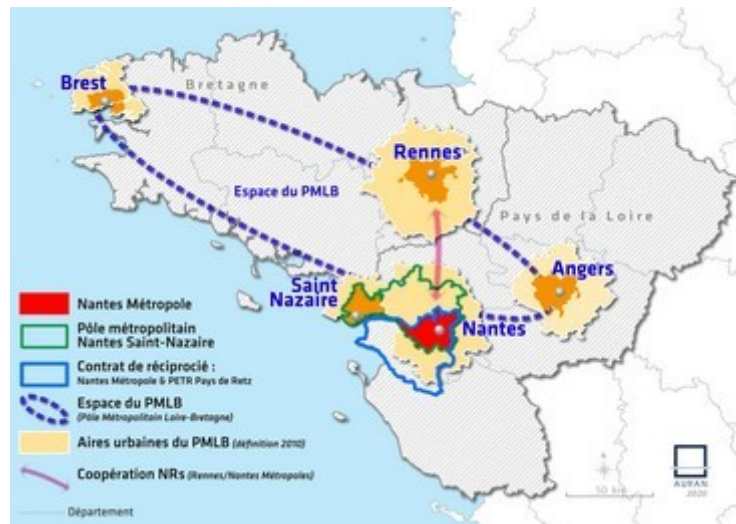 Brest
Bretagne
Rennes
Espace du PMLB
Pays de la Loire
Angers
Saint
Nazaire
Nantes
Nantes Métropole
Pôle métropolitain
Nantes Saint-Nazaire
Contrat de réciprocié :
Nantes Métropole & PETR Pays de Retz
Espace du PMLB
(Pôle Métropolitain Loire-Bretagne)
Aires urbaines du PMLB (définition 2010)
Coopération NRs (Rennes/Nantes Métropoles)
Département
50 km
AURAN
2020